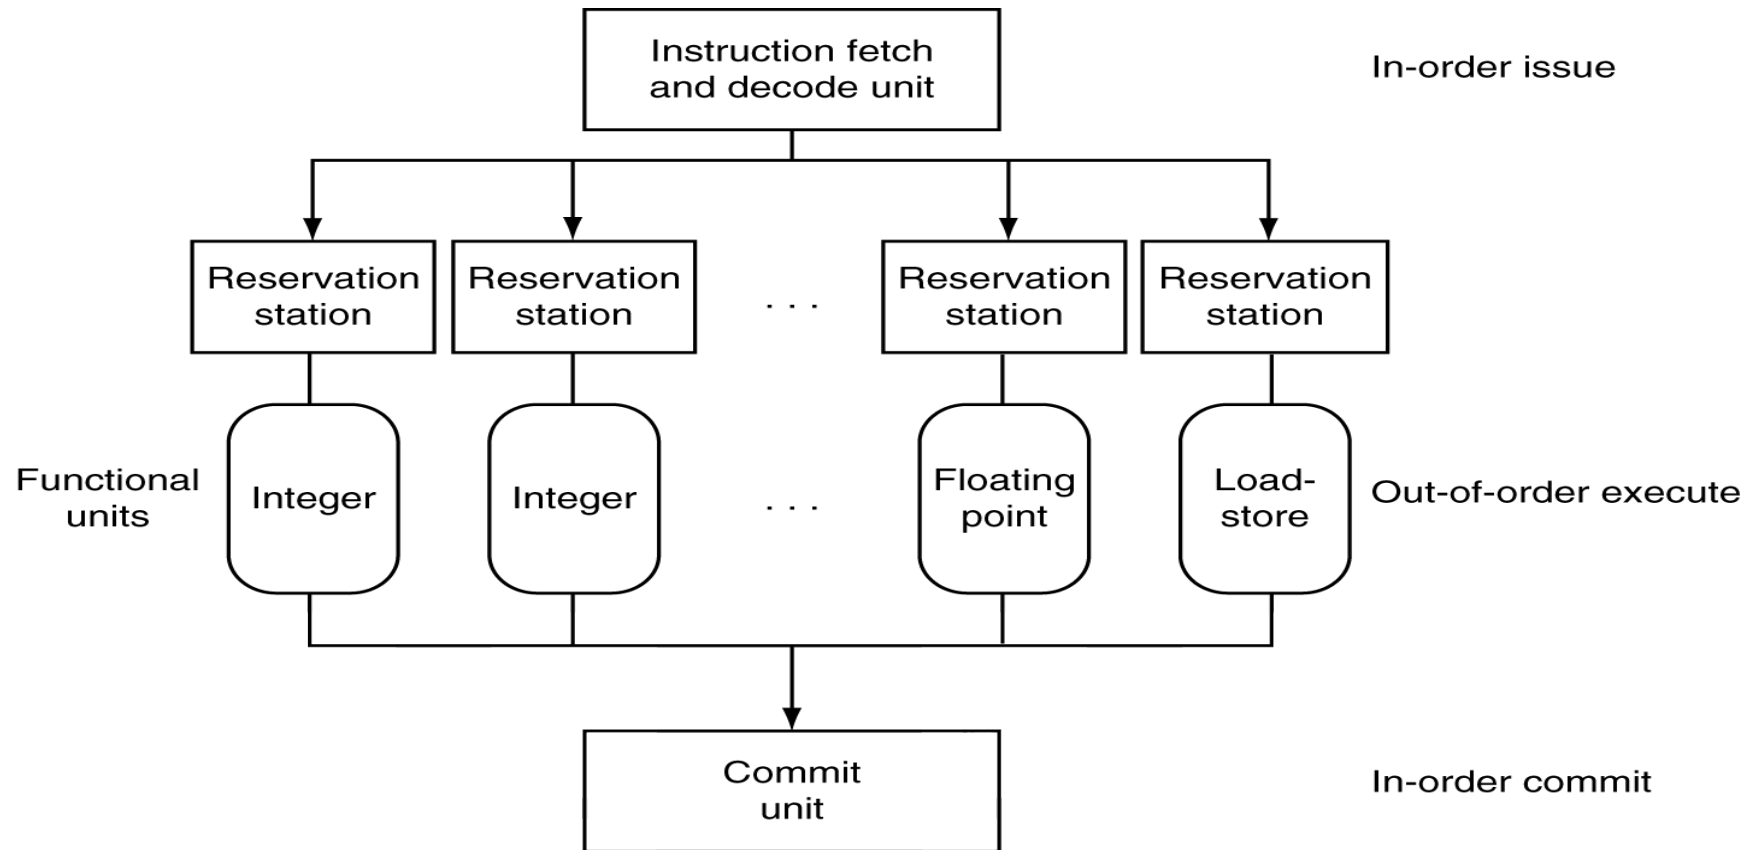 Instruction fetch
and decode unit
In-order issue
Reservation
station
Reservation
station
. . .
Reservation
station
Reservation
station
Functional
units
Integer
Integer
. . .
Floating
point
Load-
store
Out-of-order execute
Commit
unit
In-order commit